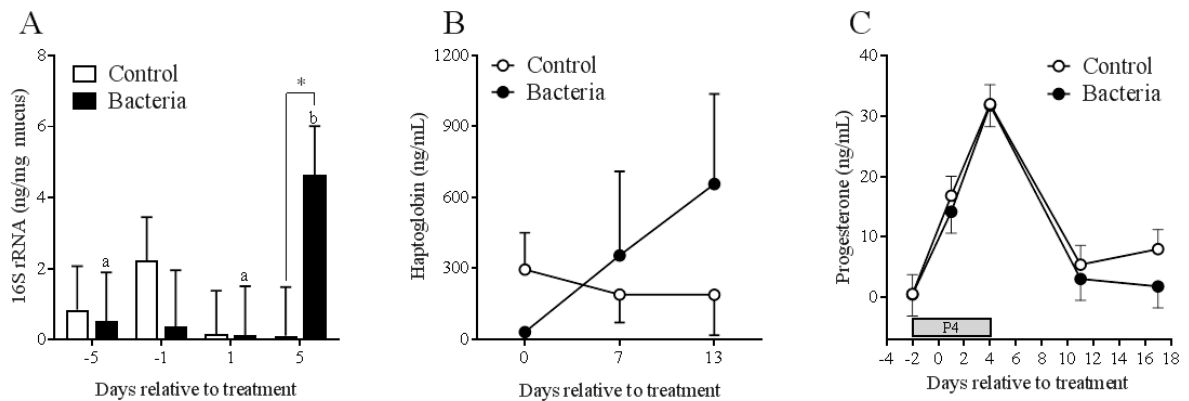 A
16S rRNA (ng/mg mucus)
8
6
4
2
0
Control
Bacteria
*
b
a
a
-5
-1
1
5
Days relative to treatment
B
Haptoglobin (ng/mL)
1200
900
600
300
0
Control
Bacteria
0
7
13
Days relative to treatment
C
Progesterone (ng/mL)
40
30
20
10
0
Control
Bacteria
P4
-4 -2 0 2 4 6 8 10 12 14 16 18
Days relative to treatment